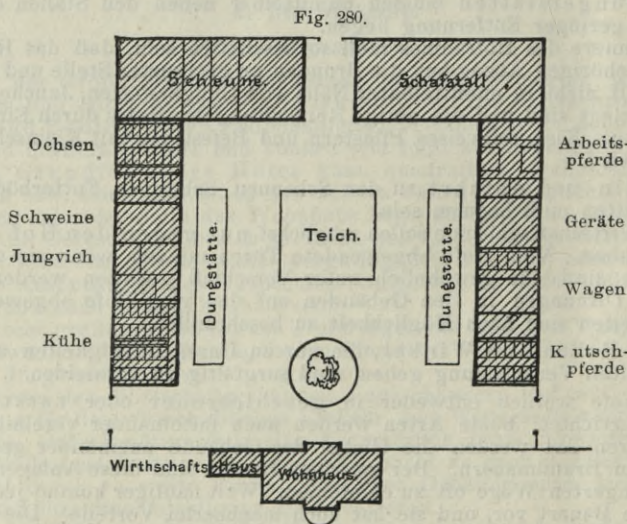 Fig. 280.
Scheune.
Schafstall
Ochsen
Schweine
Jungvieh
Kühe
Dungstätte.
Teich.
Dungstätte.
Arbeits-
pferde
Geräte
Wagen
Kutsch-
pferde
Wirthschafts-Haus
Wohnhaus.